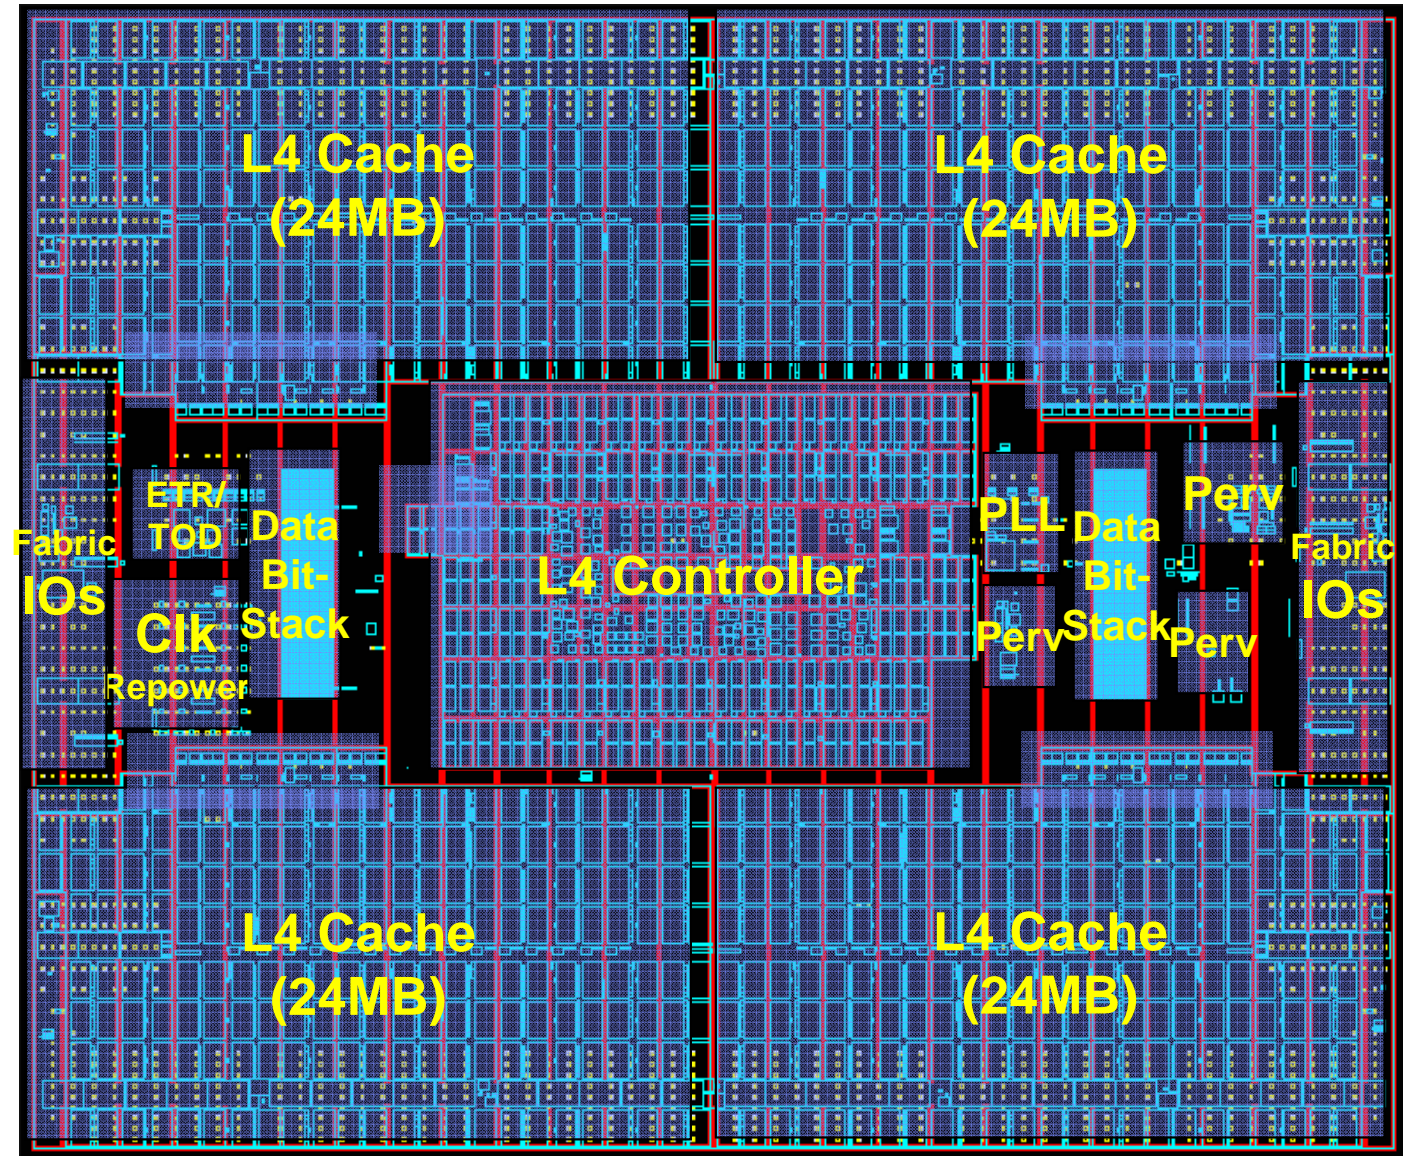 L4 Cache
(24MB)
L4 Cache
(24MB)
ETR/
TOD
Fabric
IOs
Clk
Repower
Data
Bit-
Stack
L4 Controller
PLL
Perv
Data
Bit-
Stack
Perv
Perv
Fabric
IOs
L4 Cache
(24MB)
L4 Cache
(24MB)